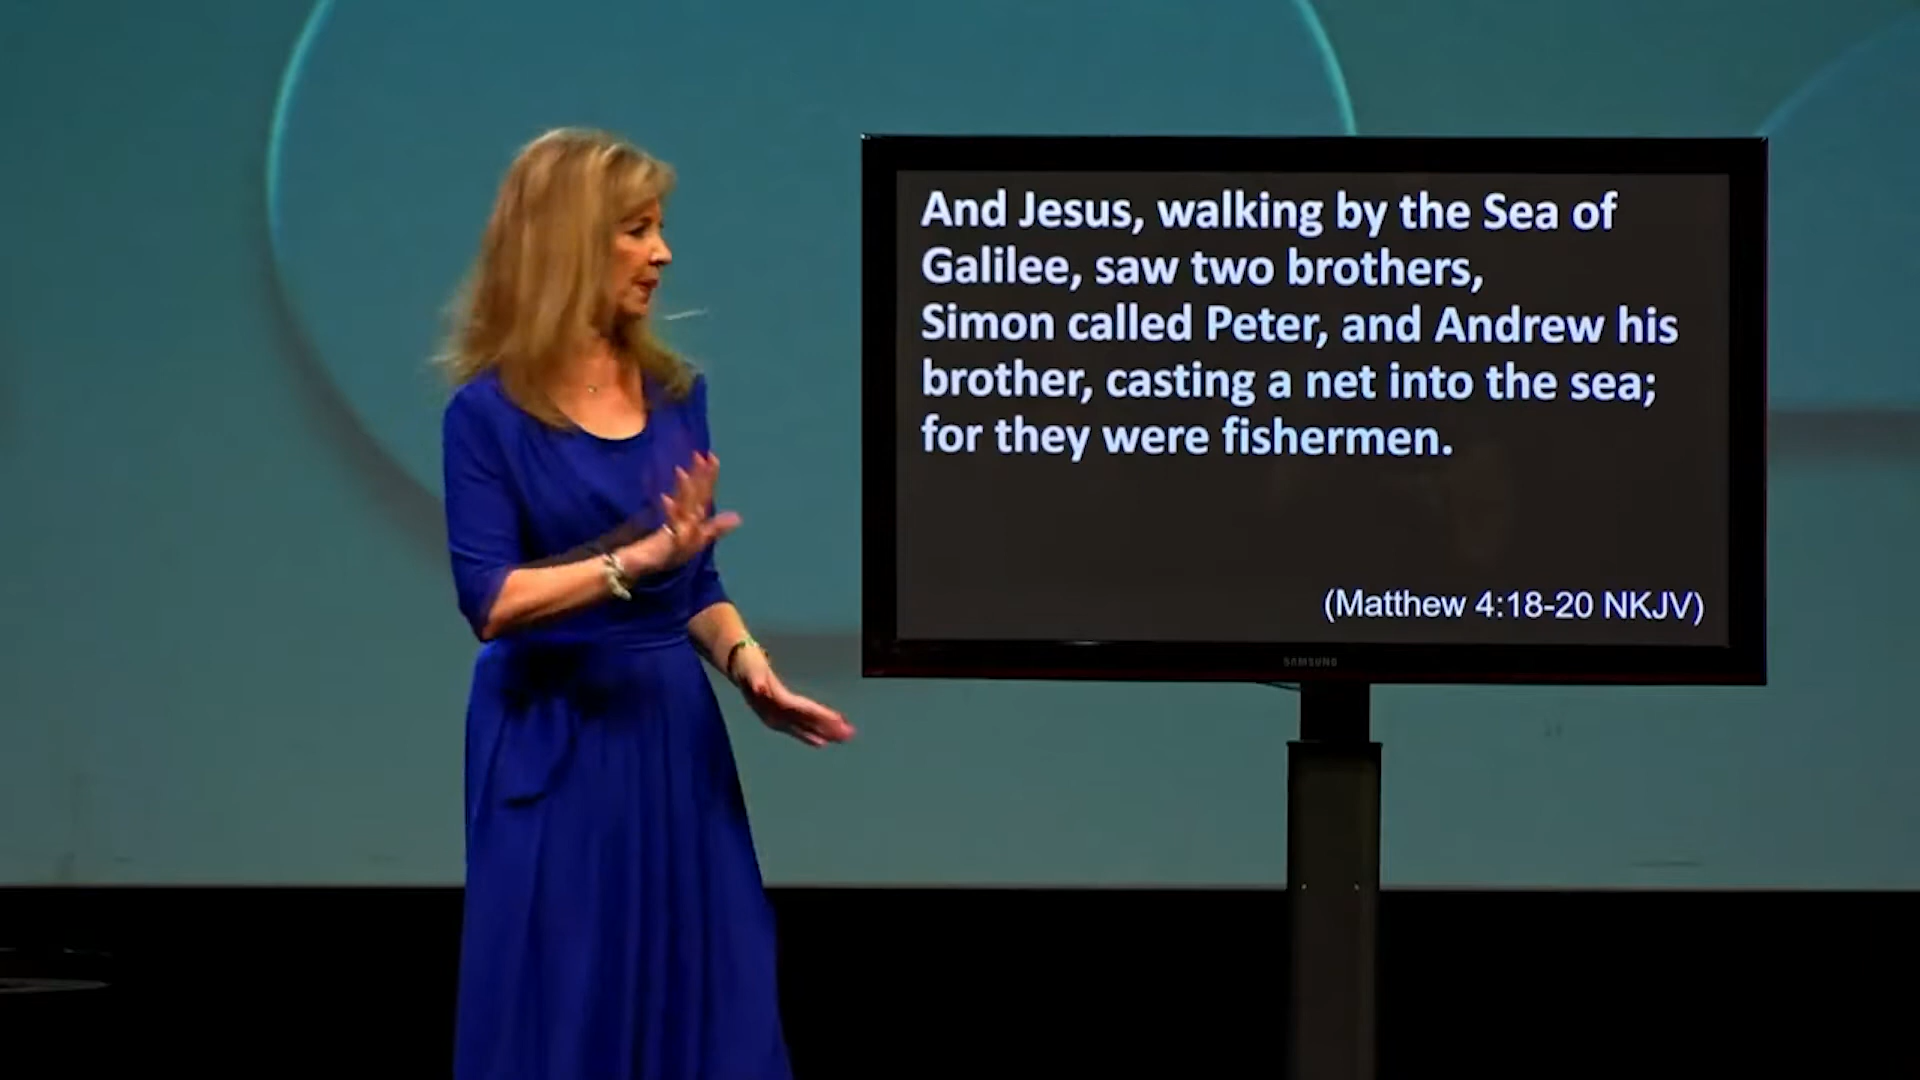 And Jesus, walking by the Sea of
Galilee, saw two brothers,
Simon called Peter, and Andrew his
brother, casting a net into the sea;
for they were fishermen.
(Matthew 4:18-20 NKJV)
SAMSUNG